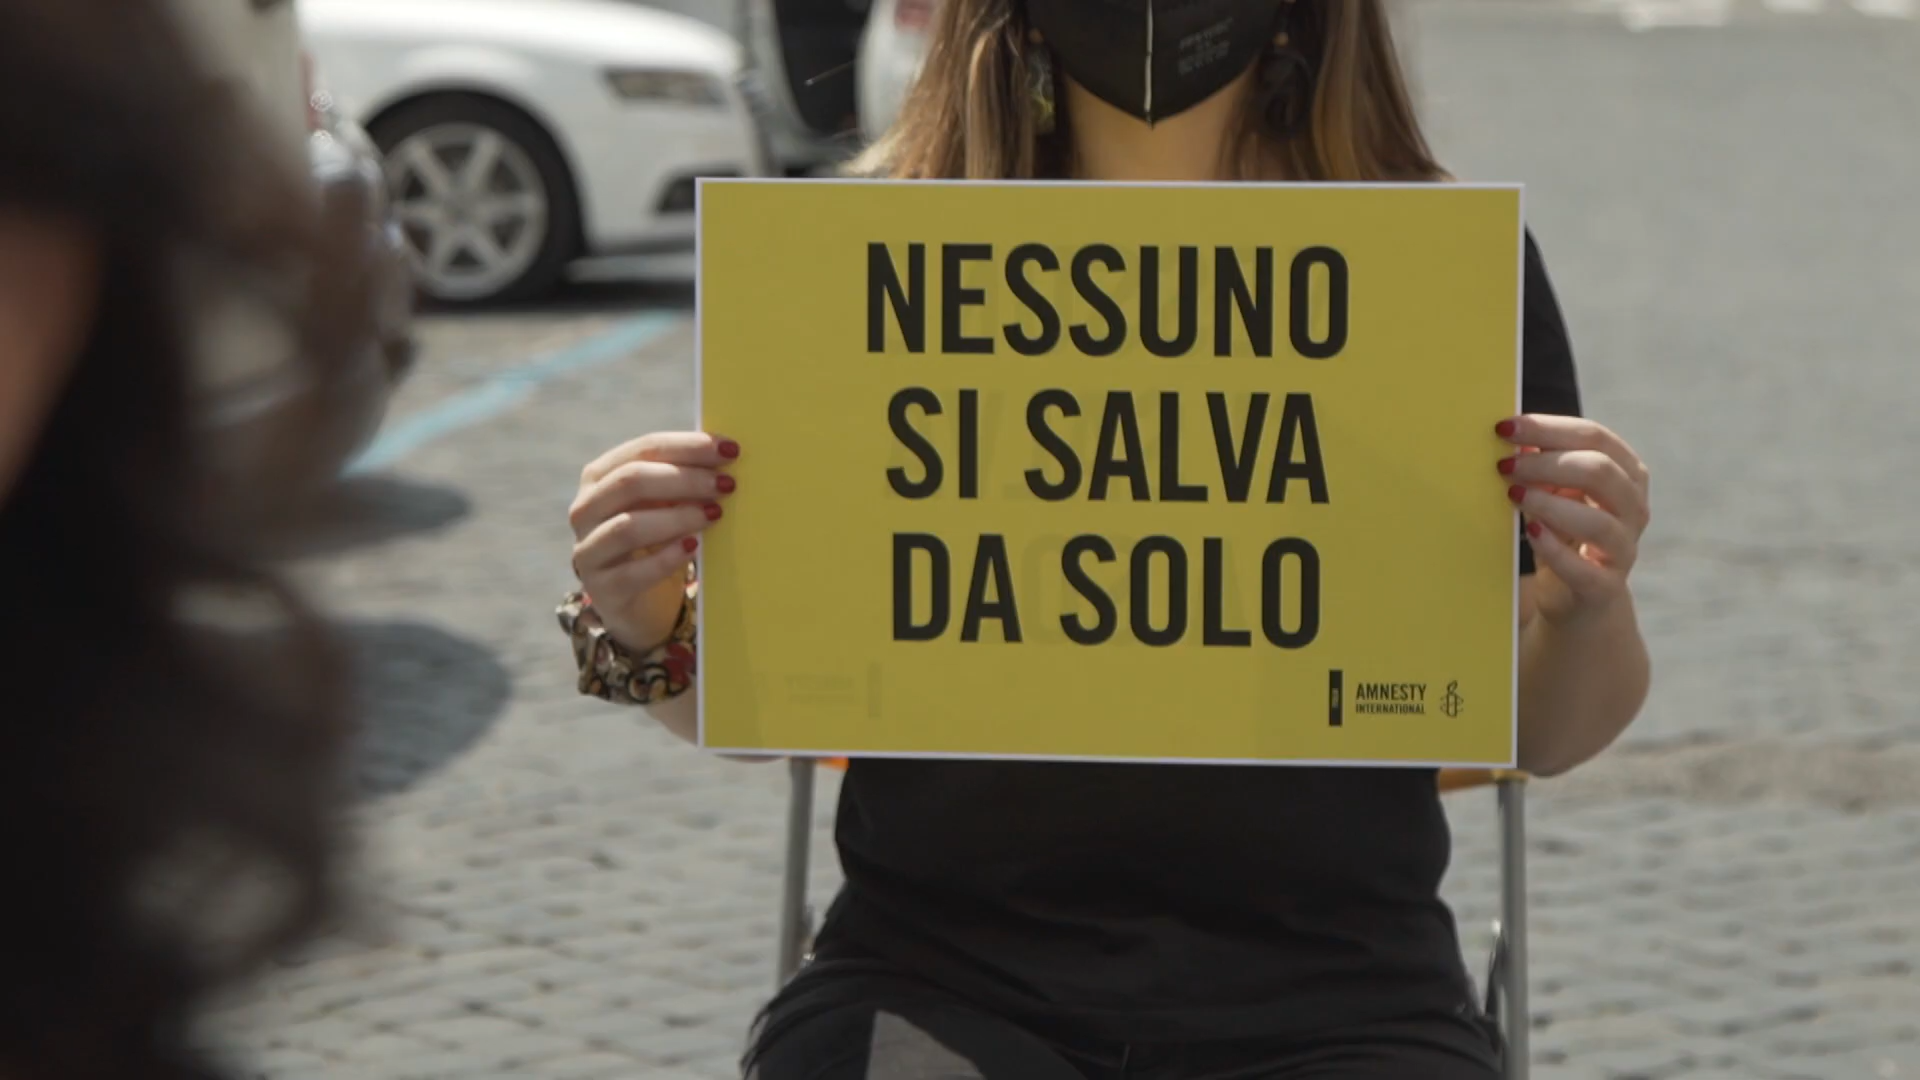 NESSUNO
SI SALVA
DA SOLO
AMNESTY
INTERNATIONAL